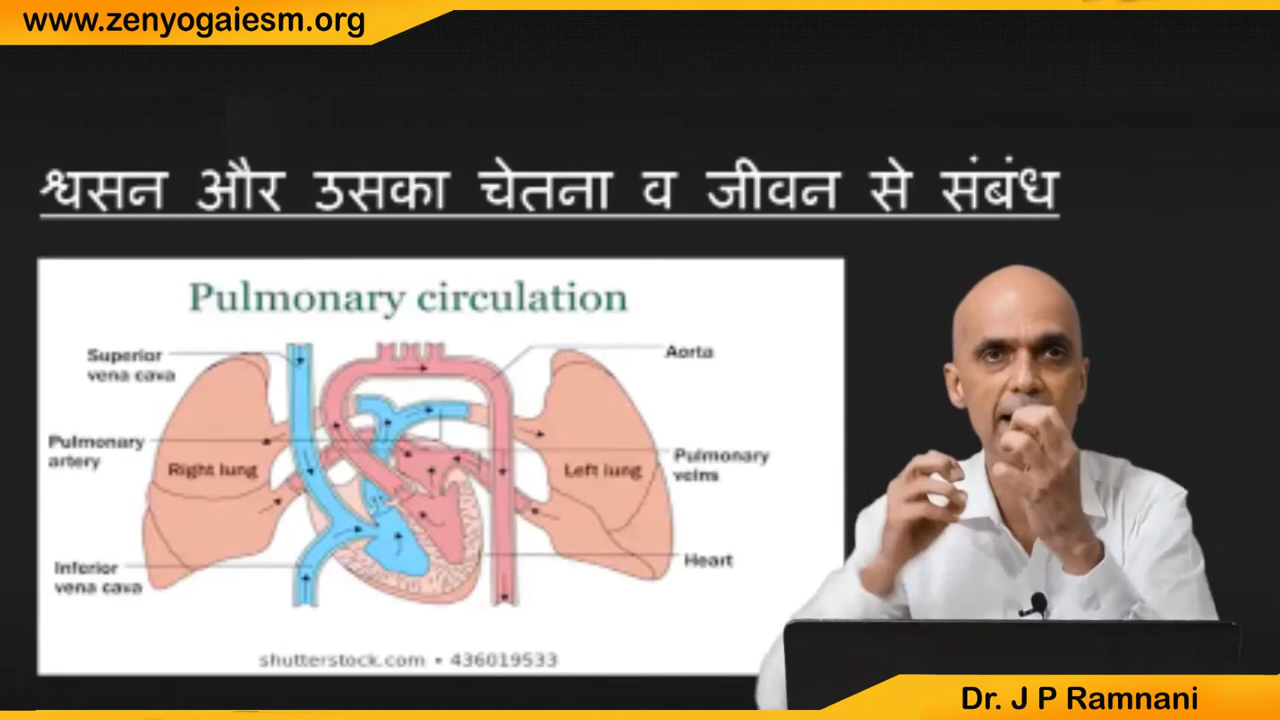 www.zenyogaiesm.org
श्वसन और उसका चेतना व जीवन से संबंध
Pulmonary circulation
Superior
vena cava
Aorta
Pulmonary
artery
Right lung
Left lung
Pulmonary
veins
Inferior
vena cava
Heart
shutterstock.com • 436019533
Dr. J P Ramnani